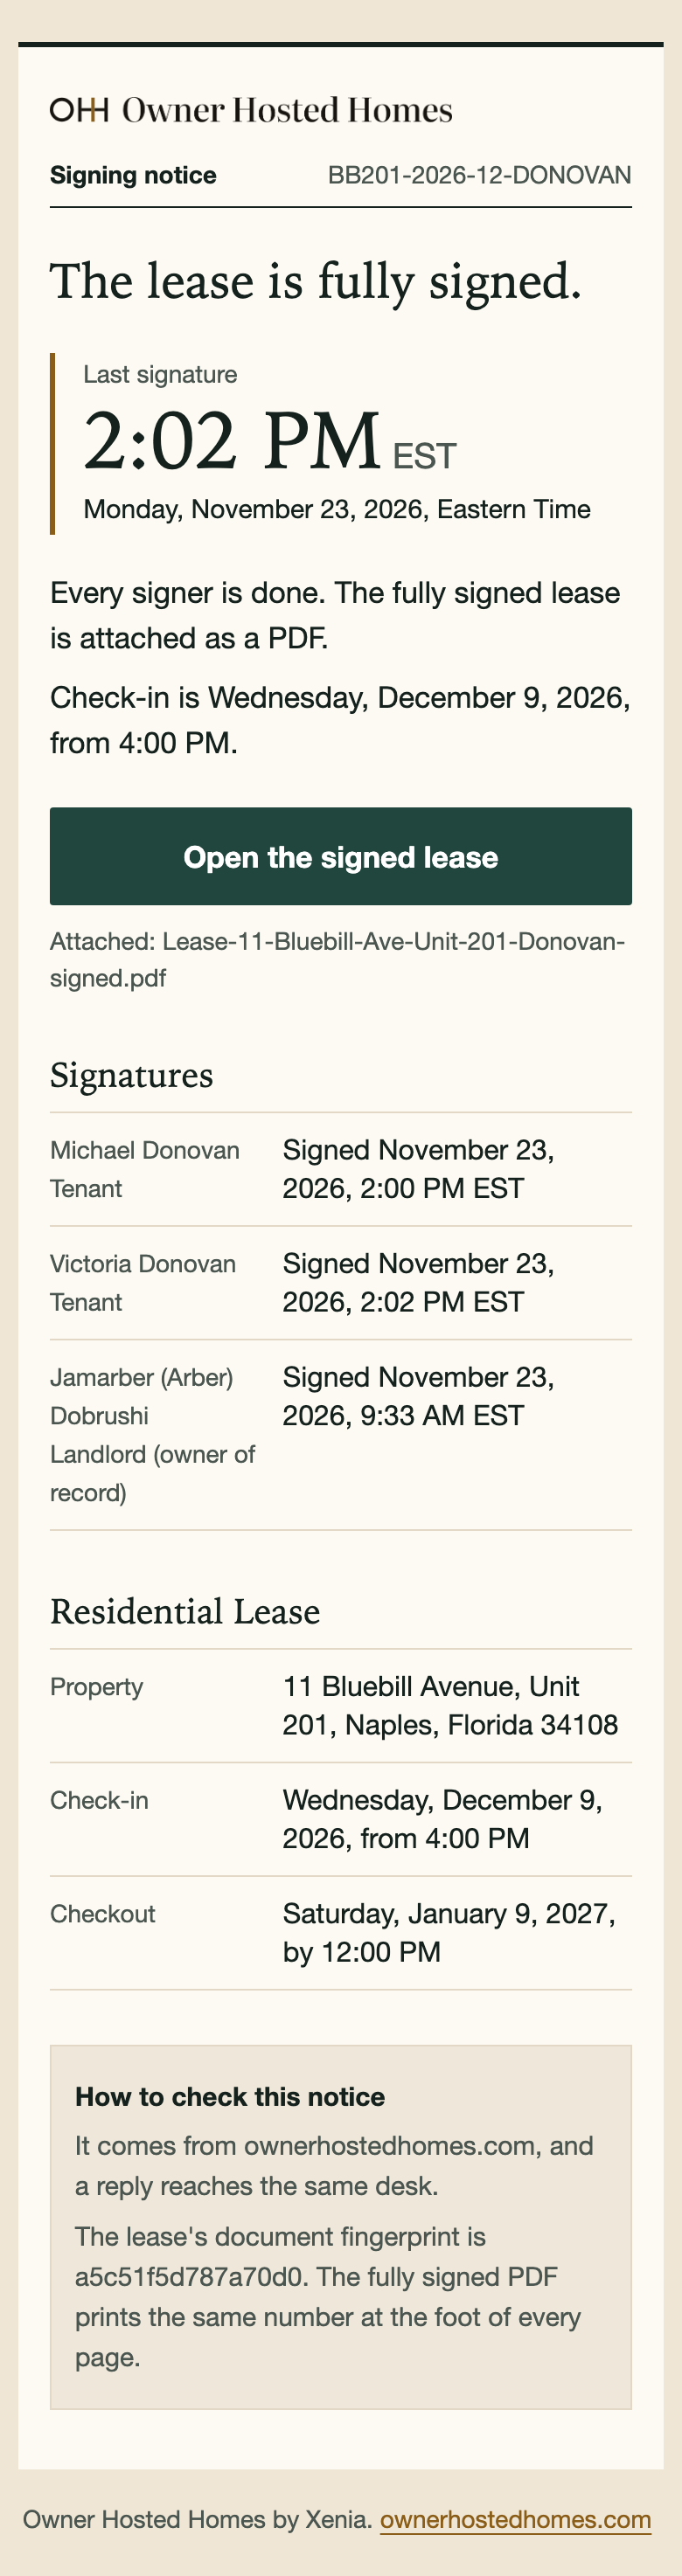 OHH Owner Hosted Homes
Signing notice BB201-2026-12-DONOVAN
The lease is fully signed.
Last signature
2:02 PM EST
Monday, November 23, 2026, Eastern Time
Every signer is done. The fully signed lease
is attached as a PDF.
Check-in is Wednesday, December 9, 2026,
from 4:00 PM.
Open the signed lease
Attached: Lease-11-Bluebill-Ave-Unit-201-Donovan-
signed.pdf
Signatures
Michael Donovan Signed November 23,
Tenant 2026, 2:00 PM EST
Victoria Donovan Signed November 23,
Tenant 2026, 2:02 PM EST
Jamarber (Arber) Signed November 23,
Dobrushi 2026, 9:33 AM EST
Landlord (owner of
record)
Residential Lease
Property 11 Bluebill Avenue, Unit
201, Naples, Florida 34108
Check-in Wednesday, December 9,
2026, from 4:00 PM
Checkout Saturday, January 9, 2027,
by 12:00 PM
How to check this notice
It comes from ownerhostedhomes.com, and
a reply reaches the same desk.
The lease's document fingerprint is
a5c51f5d787a70d0. The fully signed PDF
prints the same number at the foot of every
page.
Owner Hosted Homes by Xenia. ownerhostedhomes.com